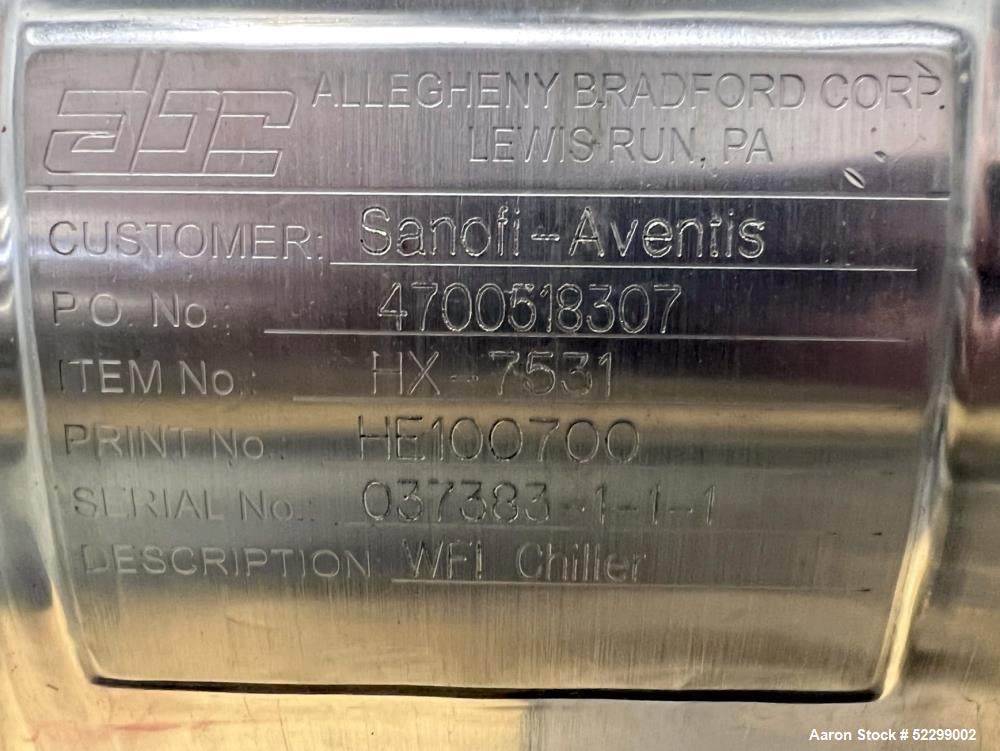 abc ALLEGHENY BRADFORD CORP.
LEWIS RUN, PA
CUSTOMER: Sanofi-Aventis
P.O. No.: 4700518307
ITEM No.: HX-7531
PRINT No.: HE100700
SERIAL No.: 037383-1-1-1
DESCRIPTION: WFI Chiller
Aaron Stock # 52299002